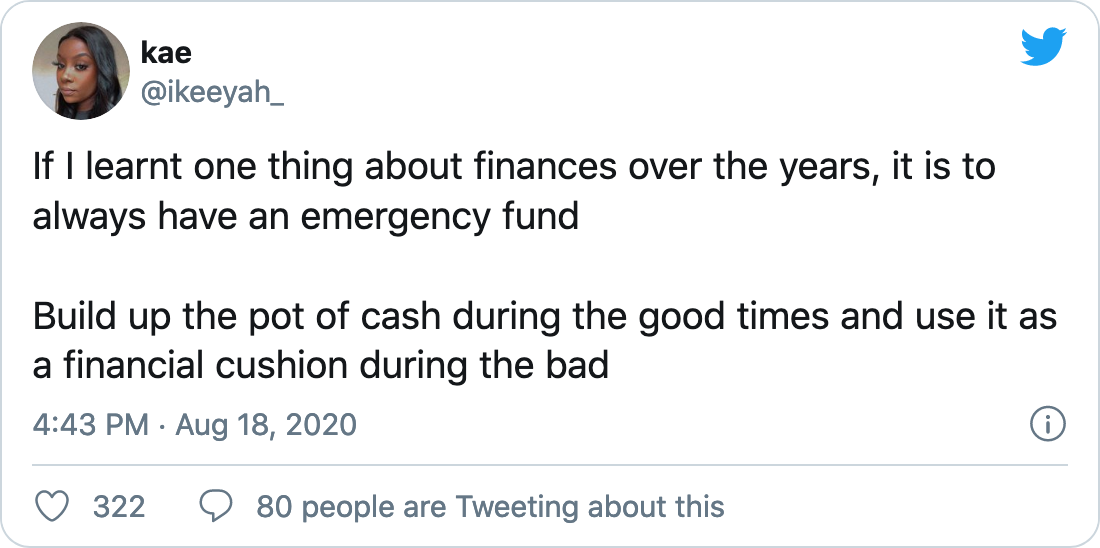 kae
@ikeeyah_
If I learnt one thing about finances over the years, it is to
always have an emergency fund
Build up the pot of cash during the good times and use it as
a financial cushion during the bad
4:43 PM · Aug 18, 2020
322
80 people are Tweeting about this